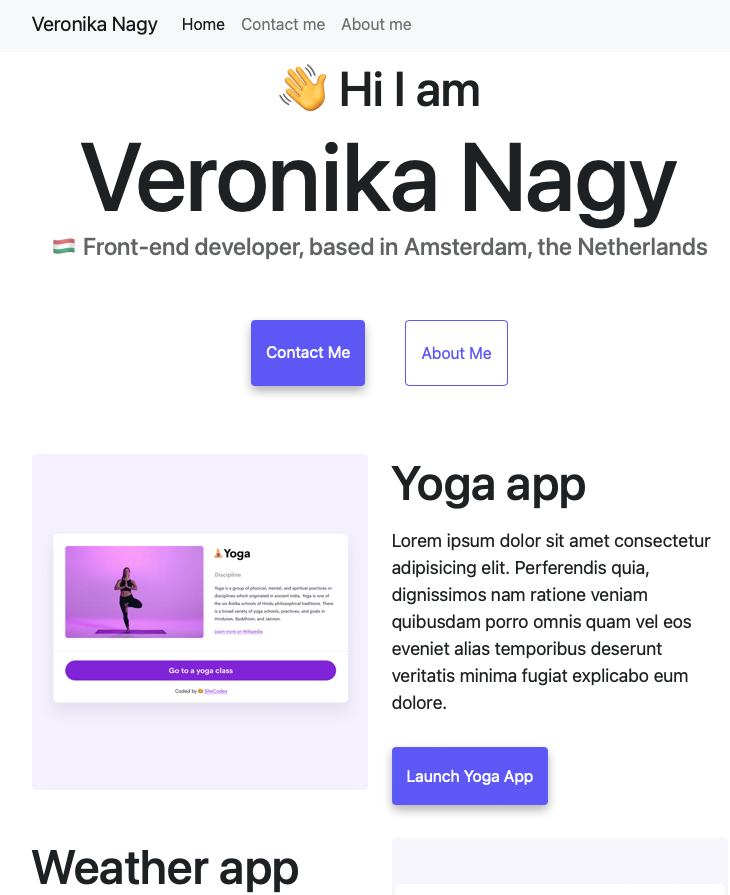 Veronika Nagy Home Contact me About me
👋 Hi I am
Veronika Nagy
🇭🇺 Front-end developer, based in Amsterdam, the Netherlands
Contact Me About Me
🧘Yoga
Discipline
Yoga is a group of physical, mental, and spiritual practices or
disciplines which originated in ancient India. Yoga is one of
the six Āstika schools of Hindu philosophical traditions. There
is a broad variety of yoga schools, practices, and goals in
Hinduism, Buddhism, and Jainism.
Learn more on Wikipedia
Go to a yoga class
Coded by SheCodes
Yoga app
Lorem ipsum dolor sit amet consectetur
adipisicing elit. Perferendis quia,
dignissimos nam ratione veniam
quibusdam porro omnis quam vel eos
eveniet alias temporibus deserunt
veritatis minima fugiat explicabo eum
dolore.
Launch Yoga App
Weather app